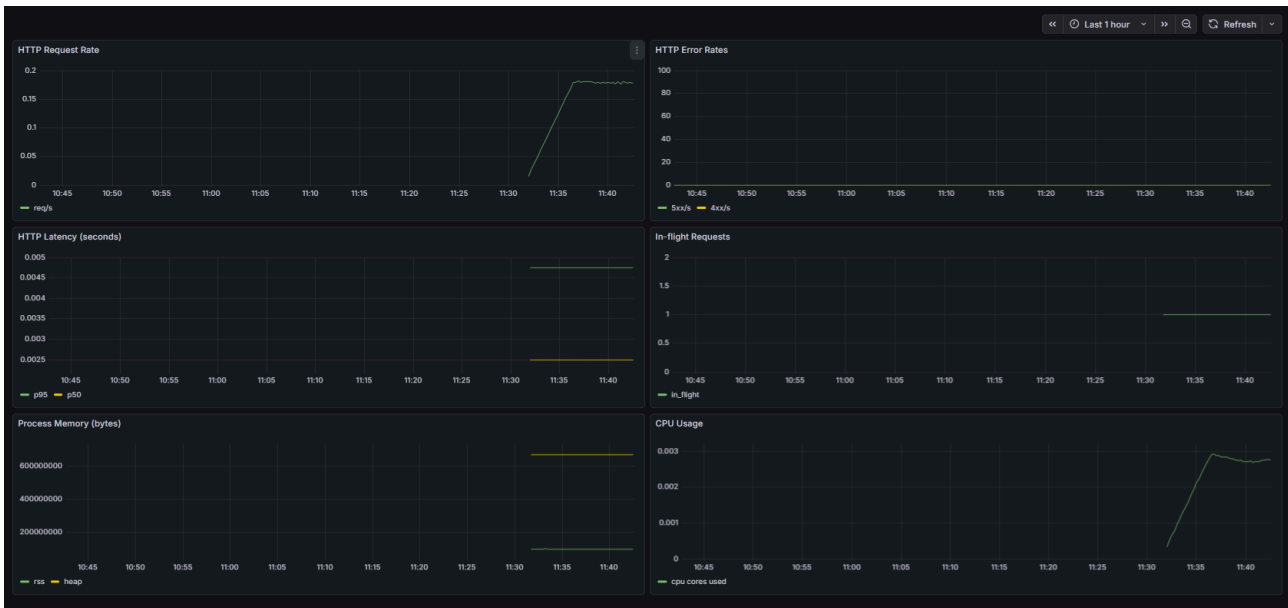 Last 1 hour Refresh
HTTP Request Rate
0.2
0.15
0.1
0.05
0
10:45 10:50 10:55 11:00 11:05 11:10 11:15 11:20 11:25 11:30 11:35 11:40
req/s
HTTP Error Rates
100
80
60
40
20
0
10:45 10:50 10:55 11:00 11:05 11:10 11:15 11:20 11:25 11:30 11:35 11:40
5xx/s 4xx/s
HTTP Latency (seconds)
0.005
0.0045
0.004
0.0035
0.003
0.0025
10:45 10:50 10:55 11:00 11:05 11:10 11:15 11:20 11:25 11:30 11:35 11:40
p95 p50
In-flight Requests
2
1.5
1
0.5
0
10:45 10:50 10:55 11:00 11:05 11:10 11:15 11:20 11:25 11:30 11:35 11:40
in_flight
Process Memory (bytes)
600000000
400000000
200000000
10:45 10:50 10:55 11:00 11:05 11:10 11:15 11:20 11:25 11:30 11:35 11:40
rss heap
CPU Usage
0.003
0.002
0.001
0
10:45 10:50 10:55 11:00 11:05 11:10 11:15 11:20 11:25 11:30 11:35 11:40
cpu cores used